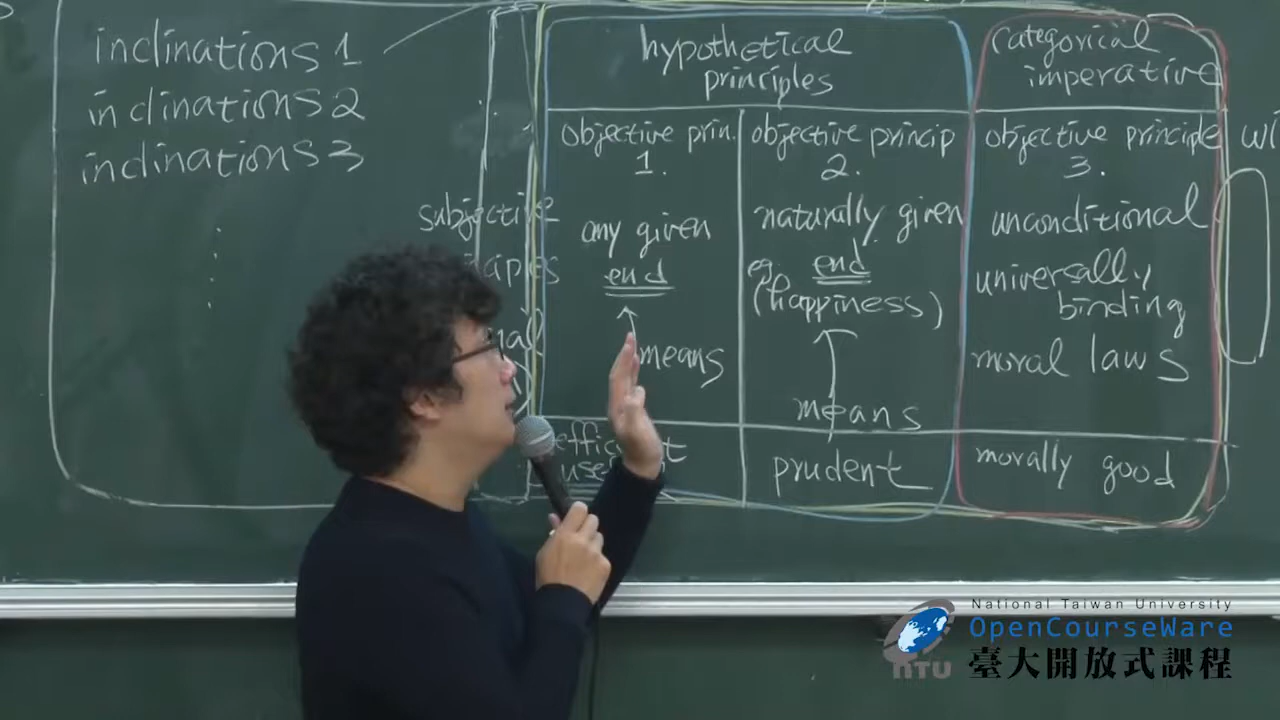 inclinations 1
inclinations 2
inclinations 3
subjective
hypothetical
principles
objective prin.
1.
any given
end
means
objective princip
2.
naturally given
end
eg.
(happiness)
means
prudent
categorical
imperative
objective principle
3.
unconditional
universally
binding
moral laws
morally good
National Taiwan University
OpenCourseWare
臺大開放式課程
NTU